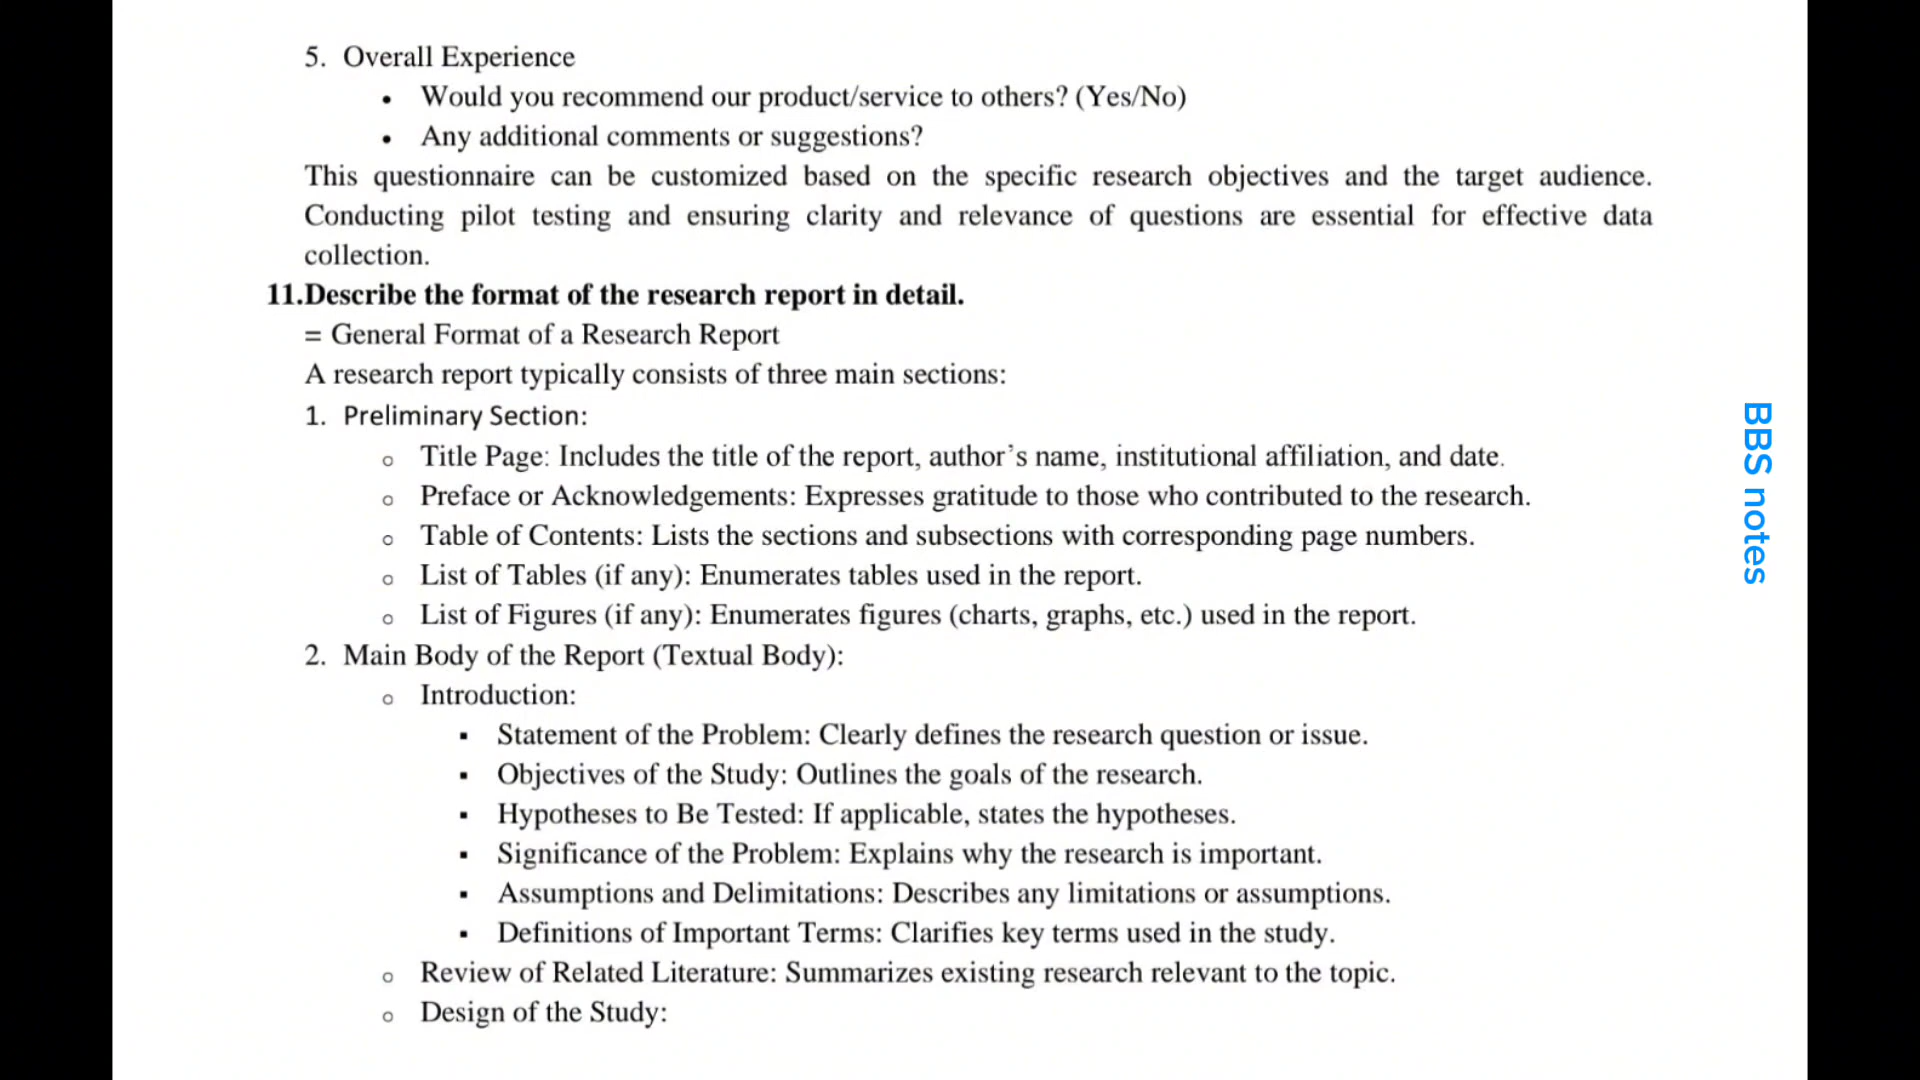 5. Overall Experience
• Would you recommend our product/service to others? (Yes/No)
• Any additional comments or suggestions?
This questionnaire can be customized based on the specific research objectives and the target audience.
Conducting pilot testing and ensuring clarity and relevance of questions are essential for effective data
collection.
11.Describe the format of the research report in detail.
= General Format of a Research Report
A research report typically consists of three main sections:
1. Preliminary Section:
o Title Page: Includes the title of the report, author’s name, institutional affiliation, and date.
o Preface or Acknowledgements: Expresses gratitude to those who contributed to the research.
o Table of Contents: Lists the sections and subsections with corresponding page numbers.
o List of Tables (if any): Enumerates tables used in the report.
o List of Figures (if any): Enumerates figures (charts, graphs, etc.) used in the report.
2. Main Body of the Report (Textual Body):
o Introduction:
▪ Statement of the Problem: Clearly defines the research question or issue.
▪ Objectives of the Study: Outlines the goals of the research.
▪ Hypotheses to Be Tested: If applicable, states the hypotheses.
▪ Significance of the Problem: Explains why the research is important.
▪ Assumptions and Delimitations: Describes any limitations or assumptions.
▪ Definitions of Important Terms: Clarifies key terms used in the study.
o Review of Related Literature: Summarizes existing research relevant to the topic.
o Design of the Study:
BBS notes